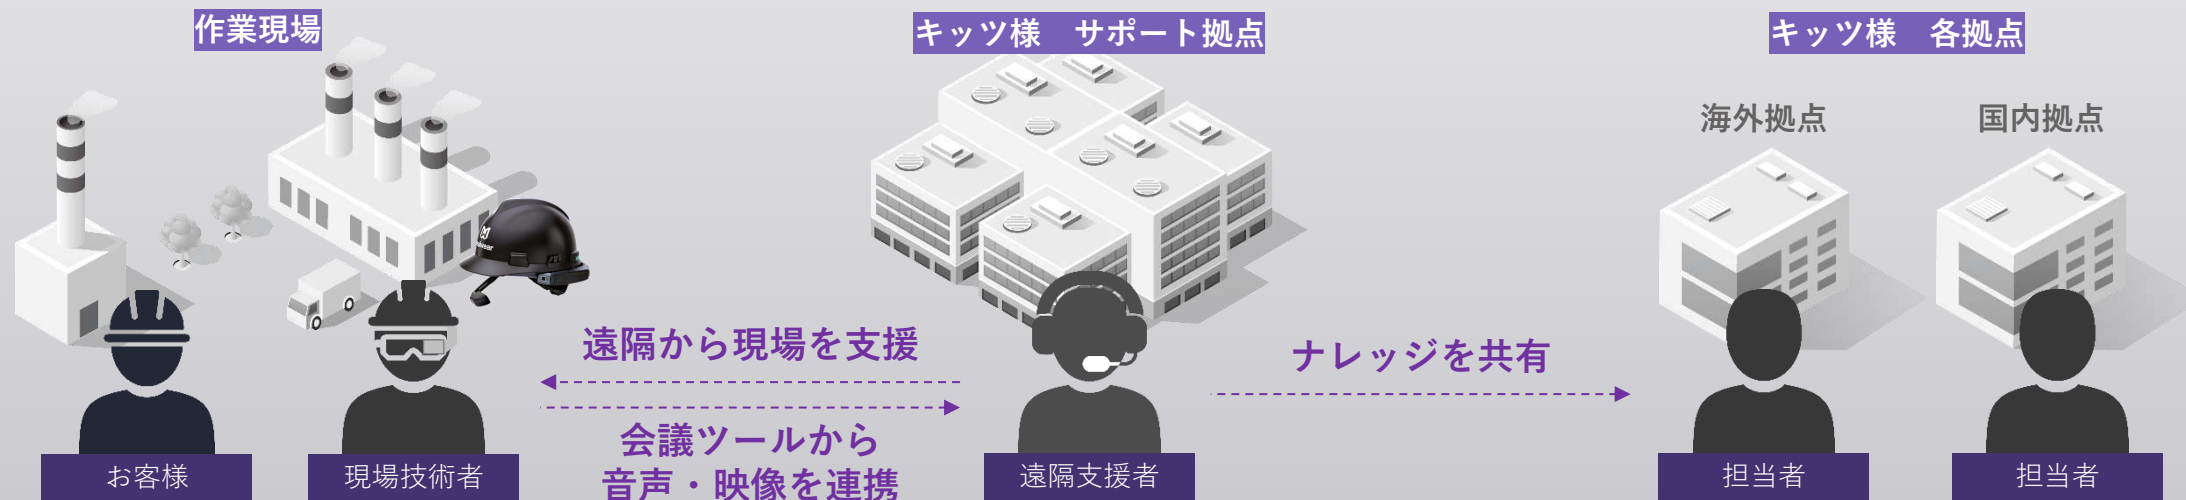 作業現場
キッツ様　サポート拠点
キッツ様　各拠点
海外拠点
国内拠点
遠隔から現場を支援
会議ツールから
音声・映像を連携
ナレッジを共有
お客様
現場技術者
遠隔支援者
担当者
担当者